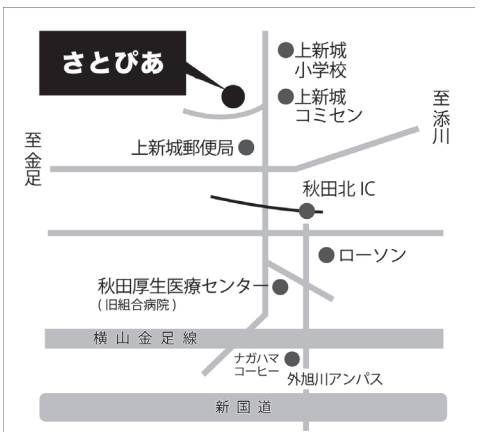 さとぴあ
上新城
小学校
上新城
コミセン
至添川
上新城郵便局
至金足
秋田北IC
ローソン
秋田厚生医療センター
(旧組合病院)
横山金足線
ナガハマ
コーヒー
外旭川アンパス
新国道